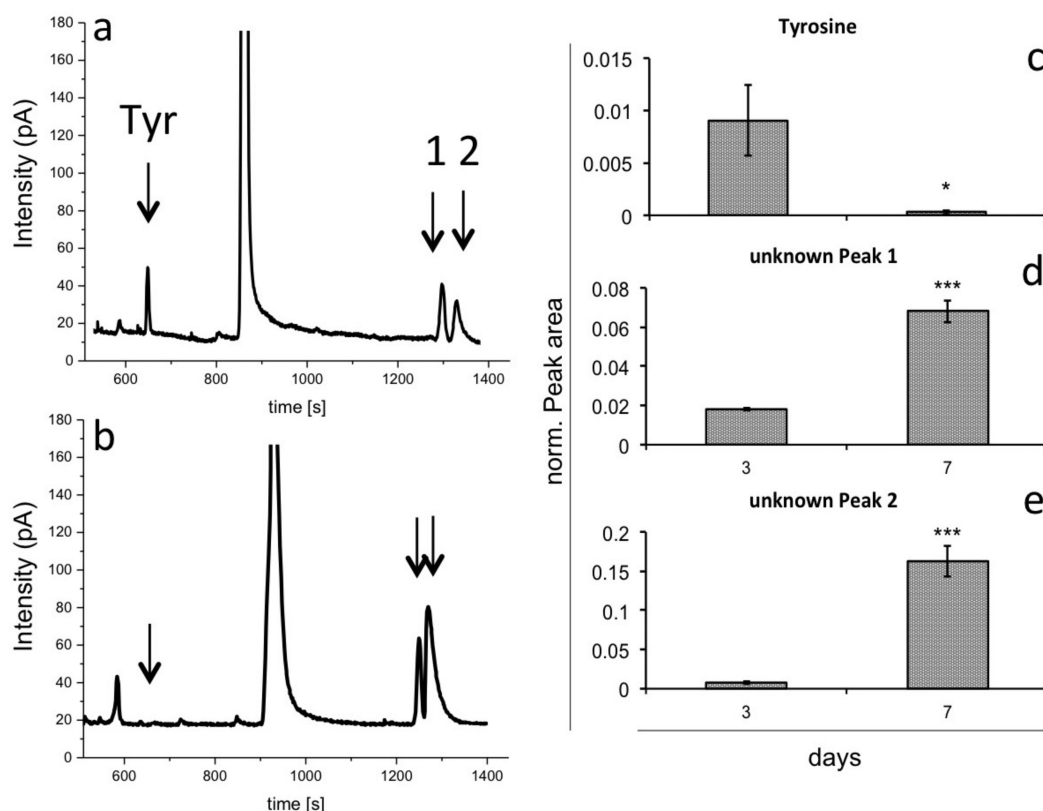 a
180
160
140
120
100
80
60
40
20
0
Intensity (pA)
Tyr
1 2
600 800 1000 1200 1400
time [s]
b
180
160
140
120
100
80
60
40
20
0
Intensity (pA)
600 800 1000 1200 1400
time [s]
norm. Peak area
Tyrosine
c
0.015
0.01
0.005
0
*
unknown Peak 1
d
0.08
0.06
0.04
0.02
0
***
3 7
unknown Peak 2
e
0.2
0.15
0.1
0.05
0
***
3 7
days